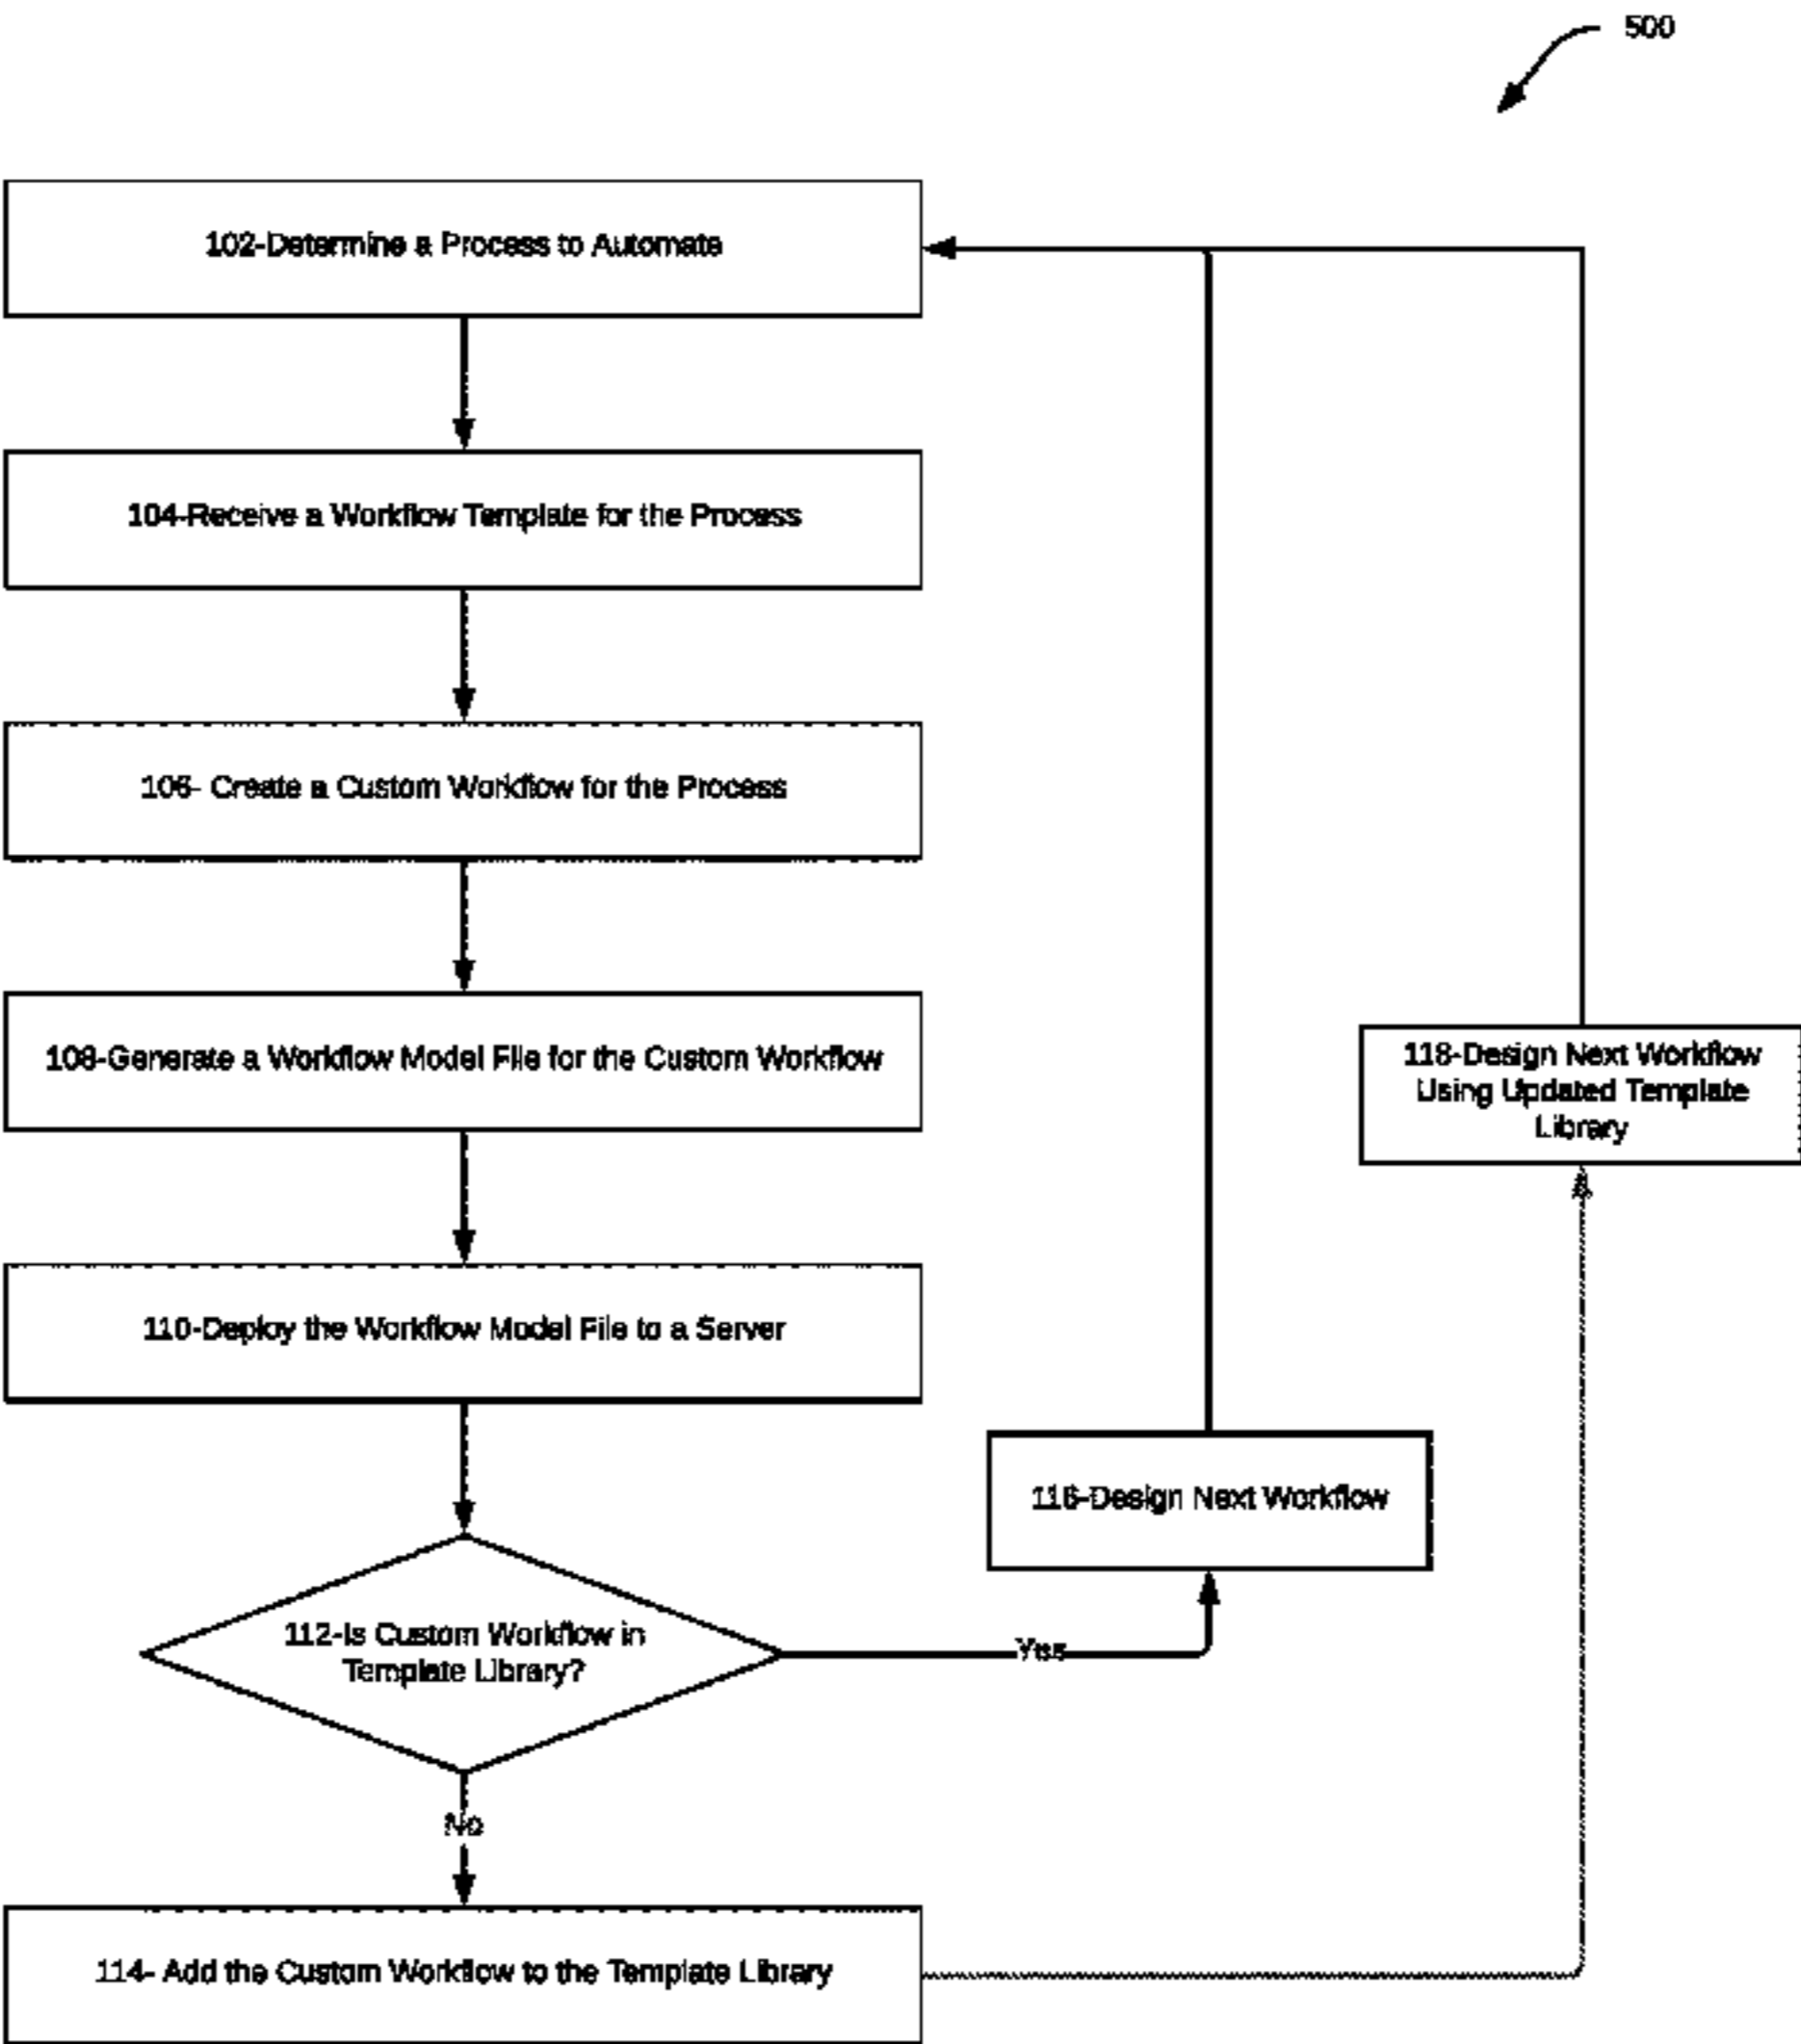 500
102-Determine a Process to Automate
104-Receive a Workflow Template for the Process
106- Create a Custom Workflow for the Process
108-Generate a Workflow Model File for the Custom Workflow
118-Design Next Workflow
Using Updated Template
Library
110-Deploy the Workflow Model File to a Server
116-Design Next Workflow
112-Is Custom Workflow in
Template Library?
Yes
No
114- Add the Custom Workflow to the Template Library